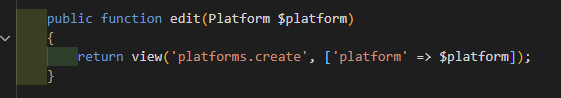 public function edit(Platform $platform)
{
return view('platforms.create', ['platform' => $platform]);
}